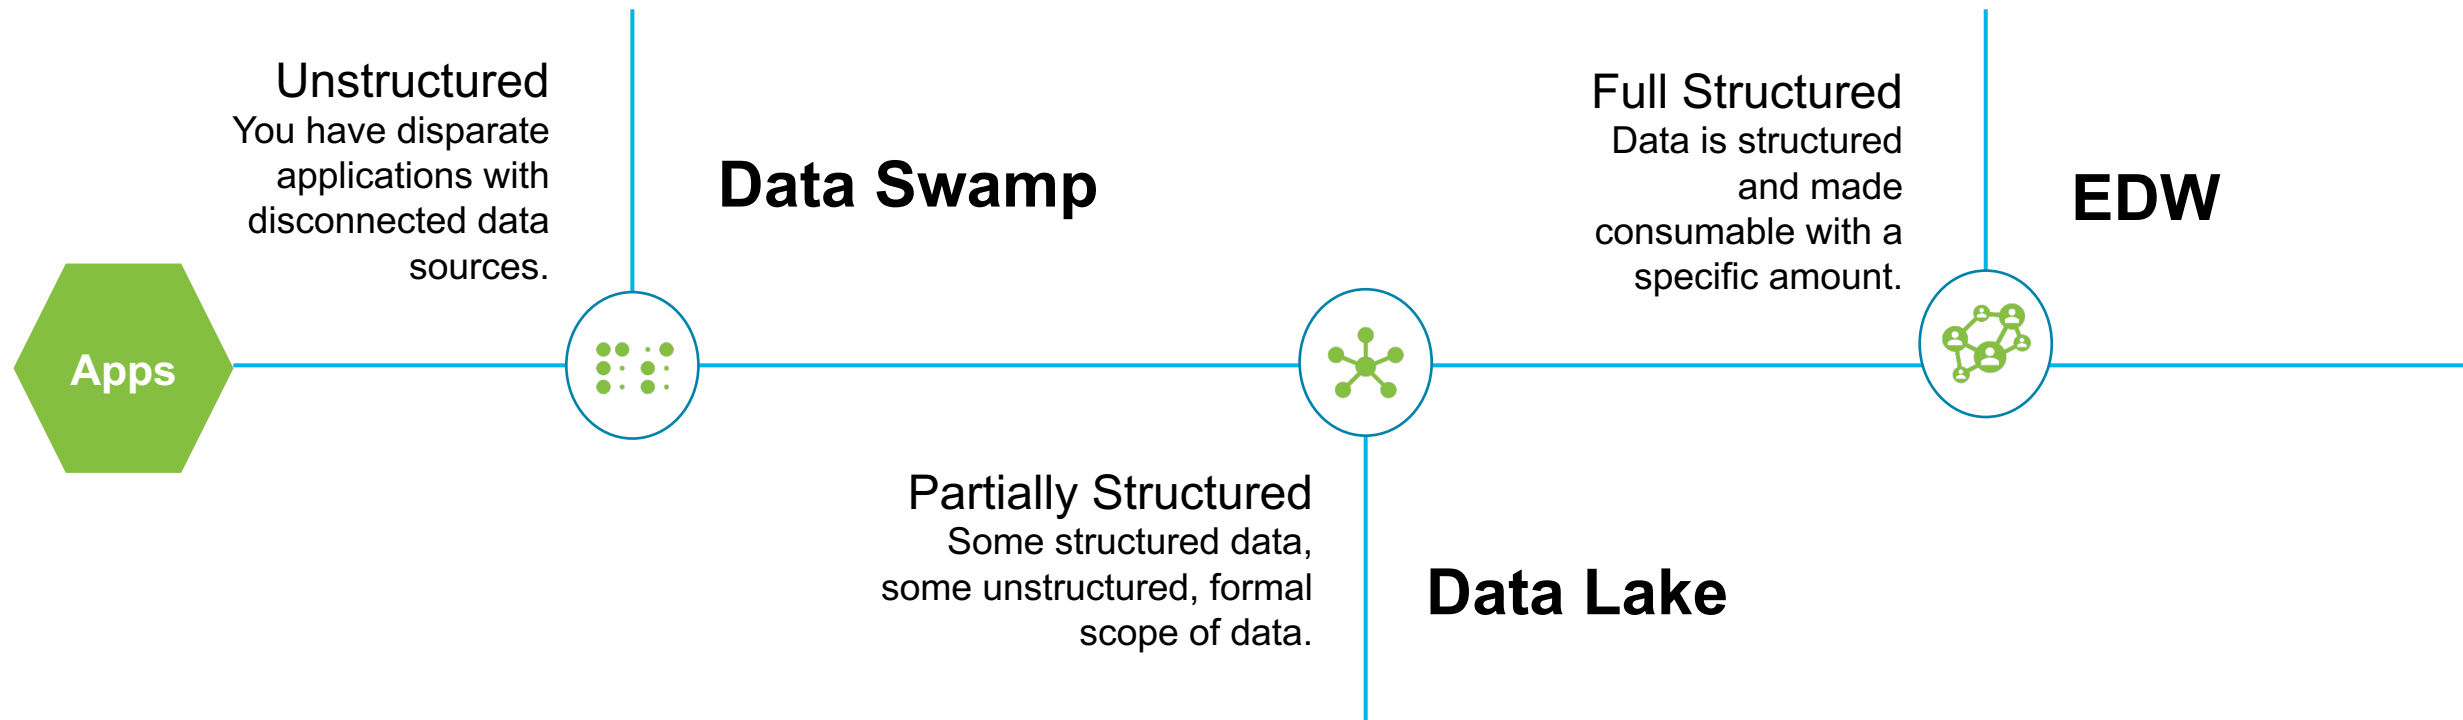 Apps
Unstructured
You have disparate
applications with
disconnected data
sources.
Data Swamp
Partially Structured
Some structured data,
some unstructured, formal
scope of data.
Data Lake
Full Structured
Data is structured
and made
consumable with a
specific amount.
EDW